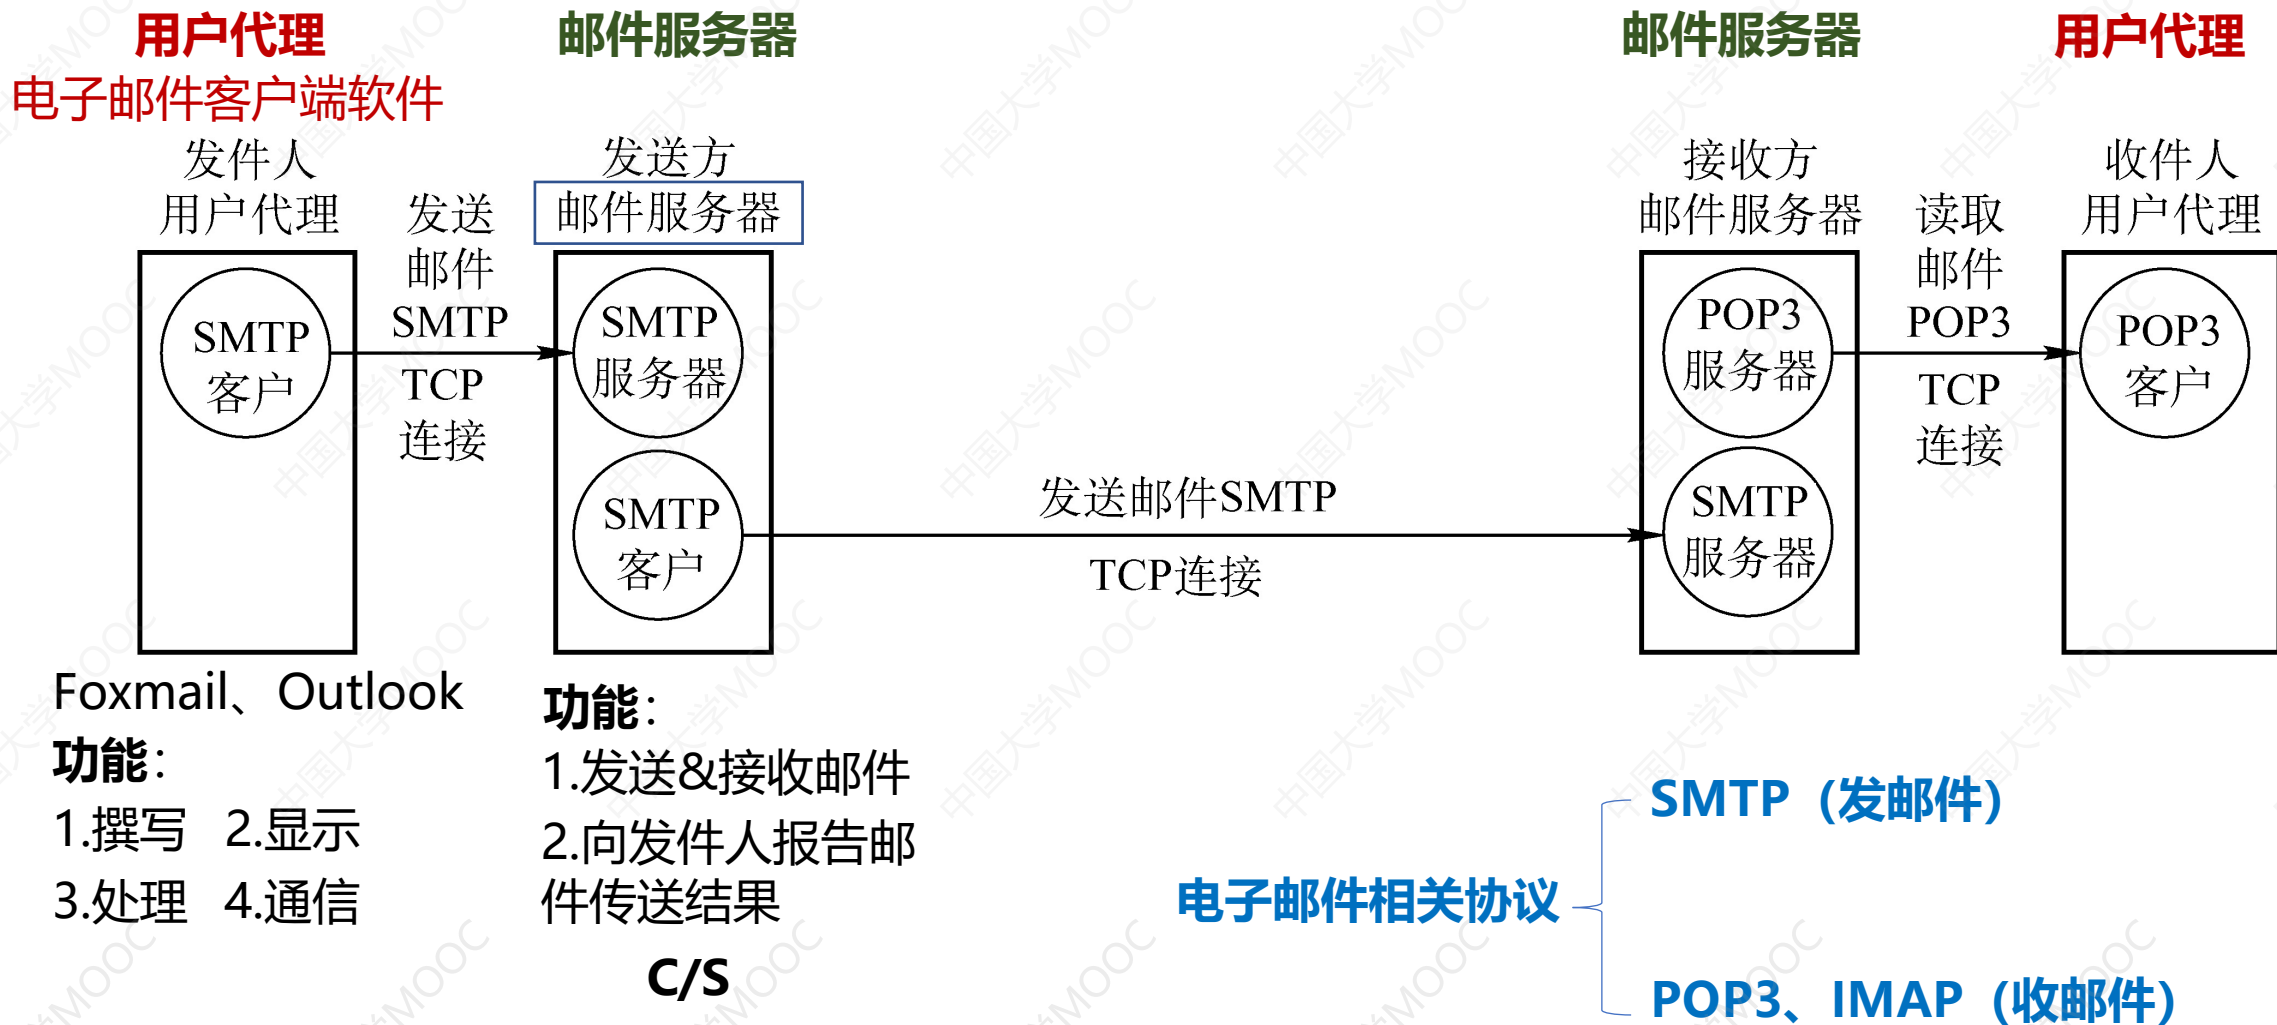 用户代理
邮件服务器
邮件服务器
用户代理
电子邮件客户端软件
发件人
用户代理
发送
邮件
SMTP
TCP
连接
发送方
邮件服务器
接收方
邮件服务器
读取
邮件
POP3
TCP
连接
收件人
用户代理
SMTP
客户
SMTP
服务器
SMTP
客户
发送邮件SMTP
TCP连接
POP3
服务器
SMTP
服务器
POP3
客户
Foxmail、Outlook
功能：
1.撰写 2.显示
3.处理 4.通信
功能：
1.发送&接收邮件
2.向发件人报告邮
件传送结果
C/S
电子邮件相关协议
SMTP（发邮件）
POP3、IMAP（收邮件）
中国大学MOOC